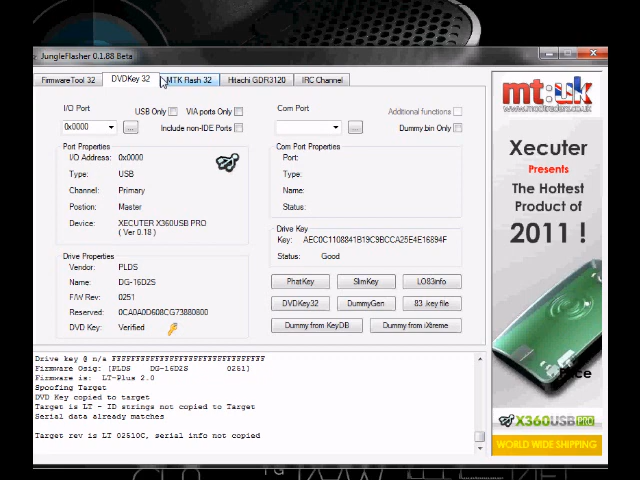 JungleFlasher 0.1.88 Beta
FirmwareTool 32 DVDKey 32 MTK Flash 32 Hitachi GDR3120 IRC Channel
I/O Port USB Only VIA ports Only Com Port Additional functions
0x0000 ... Include non-IDE Ports ... Dummy.bin Only
Port Properties
I/O Address: 0x0000
Type: USB
Channel: Primary
Postion: Master
Device: XECUTER X360USB PRO
( Ver 0.18 )
Com Port Properties
Port:
Type:
Name:
Status:
Drive Key
Key: AEC0C1108841B19C9BCCA25E4E16894F
Status: Good
Drive Properties
Vendor: PLDS
Name: DG-16D2S
F/W Rev: 0251
Reserved: 0CA0A0D608CG73880800
DVD Key: Verified
PhatKey SlimKey LO83info
DVDKey32 DummyGen 83 .key file
Dummy from KeyDB Dummy from iXtreme
Drive key @ n/a FFFFFFFFFFFFFFFFFFFFFFFFFFFFFFFF
Firmware Osig: [PLDS DG-16D2S 0251]
Firmware is: LT-Plus 2.0
Spoofing Target
DVD Key copied to target
Target is LT - ID strings not copied to Target
Serial data already matches
Target rev is LT 02510C, serial info not copied
mt:uk
www.modtraders.co.uk
Xecuter
Presents
The Hottest
Product of
2011 !
X360USB PRO
WORLD WIDE SHIPPING